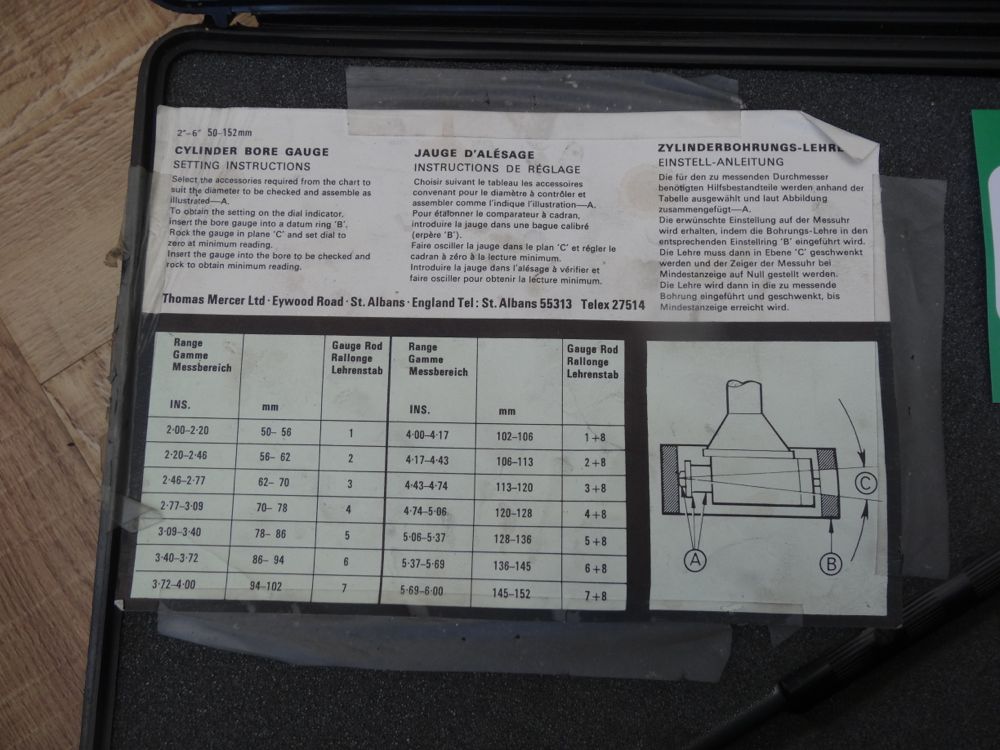 2"–6" 50–152mm
CYLINDER BORE GAUGE
SETTING INSTRUCTIONS
Select the accessories required from the chart to
suit the diameter to be checked and assemble as
illustrated—A.
To obtain the setting on the dial indicator,
insert the bore gauge into a datum ring 'B'.
Rock the gauge in plane 'C' and set dial to
zero at minimum reading.
Insert the gauge into the bore to be checked and
rock to obtain minimum reading.
JAUGE D'ALÉSAGE
INSTRUCTIONS DE RÉGLAGE
Choisir suivant le tableau les accessoires
convenant pour le diamètre à contrôler et
assembler comme l'indique l'illustration—A.
Pour étalonner le comparateur à cadran,
introduire la jauge dans une bague calibré
(erpère 'B').
Faire osciller la jauge dans le plan 'C' et régler le
cadran à zéro à la lecture minimum.
Introduire la jauge dans l'alésage à vérifier et
faire osciller pour obtenir la lecture minimum.
ZYLINDERBOHRUNGS-LEHRE
EINSTELL-ANLEITUNG
Die für den zu messenden Durchmesser
benötigten Hilfsbestandteile werden anhand der
Tabelle ausgewählt und laut Abbildung
zusammengefügt—A.
Die erwünschte Einstellung auf der Messuhr
wird erhalten, indem die Bohrungs-Lehre in den
entsprechenden Einstellring 'B' eingeführt wird.
Die Lehre muss dann in Ebene 'C' geschwenkt
werden und der Zeiger der Messuhr bei
Mindestanzeige auf Null gestellt werden.
Die Lehre wird dann in die zu messende
Bohrung eingeführt und geschwenkt, bis
Mindestanzeige erreicht wird.
Thomas Mercer Ltd · Eywood Road · St. Albans · England Tel : St. Albans 55313 Telex 27514
Range Gauge Rod Range Gauge Rod
Gamme Rallonge Gamme Rallonge
Messbereich Lehrenstab Messbereich Lehrenstab
INS. mm INS. mm
2·00–2·20 50– 56 1 4·00–4·17 102–106 1+8
2·20–2·46 56– 62 2 4·17–4·43 106–113 2+8
2·46–2·77 62– 70 3 4·43–4·74 113–120 3+8
2·77–3·09 70– 78 4 4·74–5·06 120–128 4+8
3·09–3·40 78– 86 5 5·06–5·37 128–136 5+8
3·40–3·72 86– 94 6 5·37–5·69 136–145 6+8
3·72–4·00 94–102 7 5·69–6·00 145–152 7+8
C
A
B